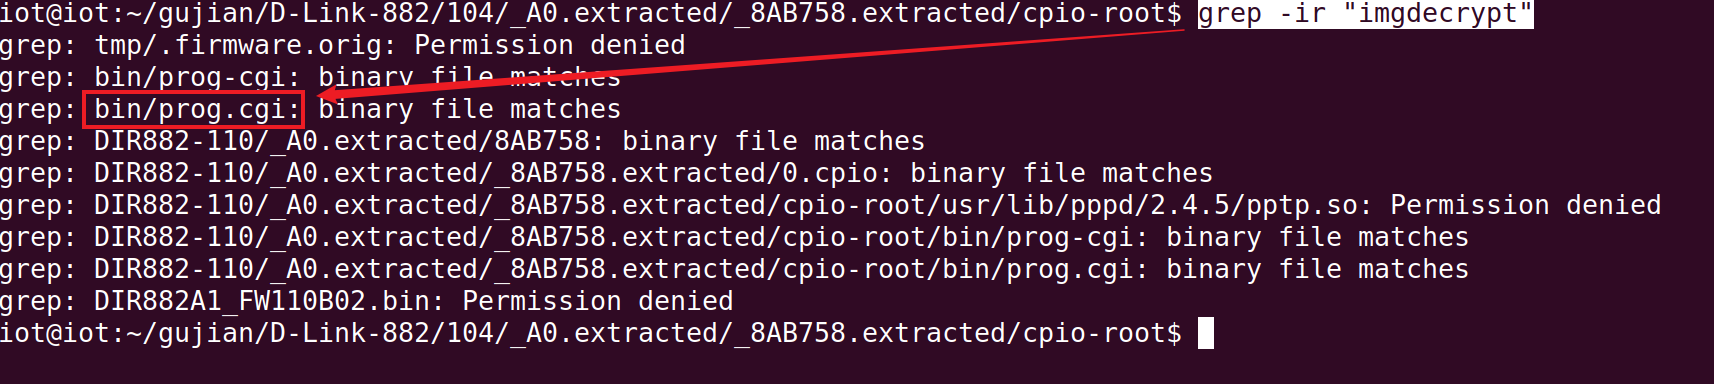 iot@iot:~/gujian/D-Link-882/104/_A0.extracted/_8AB758.extracted/cpio-root$ grep -ir "imgdecrypt"
grep: tmp/.firmware.orig: Permission denied
grep: bin/prog-cgi: binary file matches
grep: bin/prog.cgi: binary file matches
grep: DIR882-110/_A0.extracted/8AB758: binary file matches
grep: DIR882-110/_A0.extracted/_8AB758.extracted/0.cpio: binary file matches
grep: DIR882-110/_A0.extracted/_8AB758.extracted/cpio-root/usr/lib/pppd/2.4.5/pptp.so: Permission denied
grep: DIR882-110/_A0.extracted/_8AB758.extracted/cpio-root/bin/prog-cgi: binary file matches
grep: DIR882-110/_A0.extracted/_8AB758.extracted/cpio-root/bin/prog.cgi: binary file matches
grep: DIR882A1_FW110B02.bin: Permission denied
iot@iot:~/gujian/D-Link-882/104/_A0.extracted/_8AB758.extracted/cpio-root$